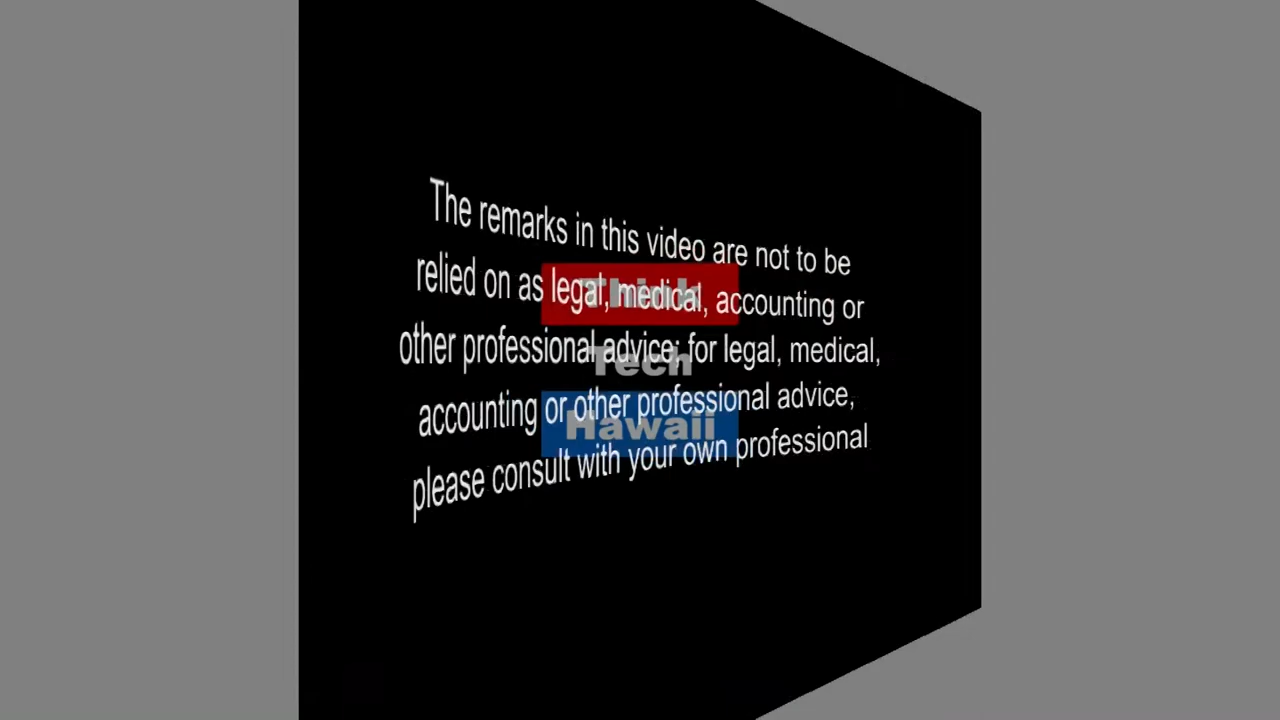 The remarks in this video are not to be
relied on as legal, medical, accounting or
other professional advice; for legal, medical,
accounting or other professional advice,
please consult with your own professional
Think
Tech
Hawaii